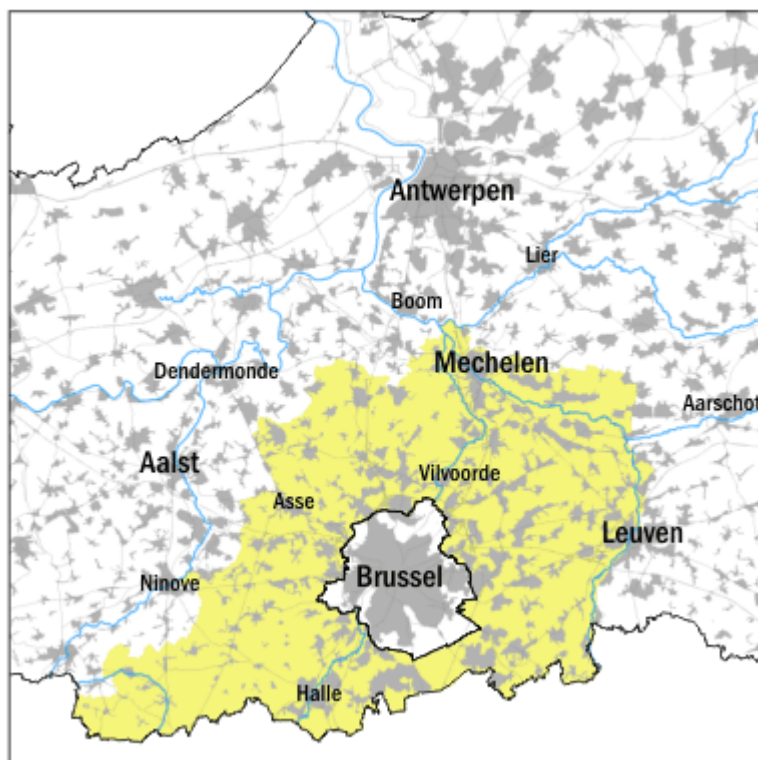 Antwerpen
Lier
Boom
Mechelen
Dendermonde
Aarschot
Aalst
Vilvoorde
Asse
Leuven
Brussel
Ninove
Halle